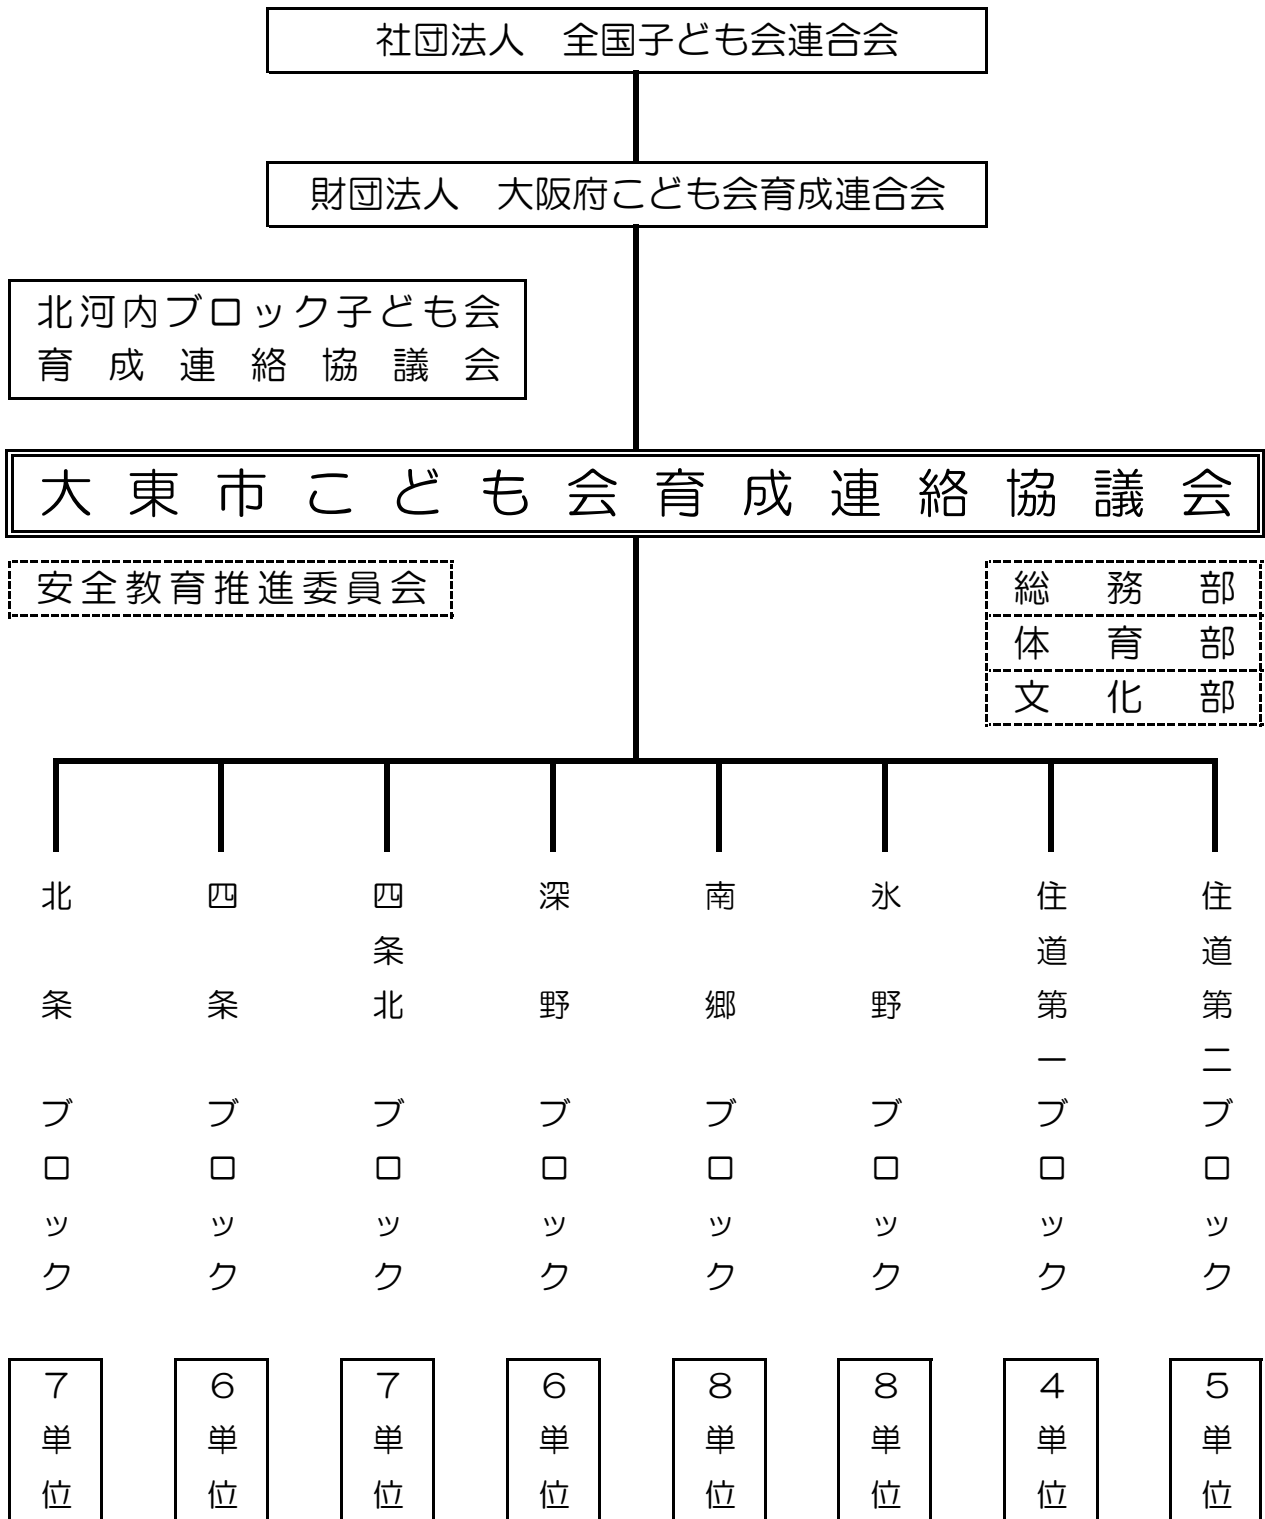 社団法人　全国子ども会連合会
財団法人　大阪府こども会育成連合会
北河内ブロック子ども会
育成連絡協議会
大東市こども会育成連絡協議会
安全教育推進委員会
総務部
体育部
文化部
北条ブロック
四条ブロック
四条北ブロック
深野ブロック
南郷ブロック
氷野ブロック
住道第一ブロック
住道第二ブロック
７単位
６単位
７単位
６単位
８単位
８単位
４単位
５単位